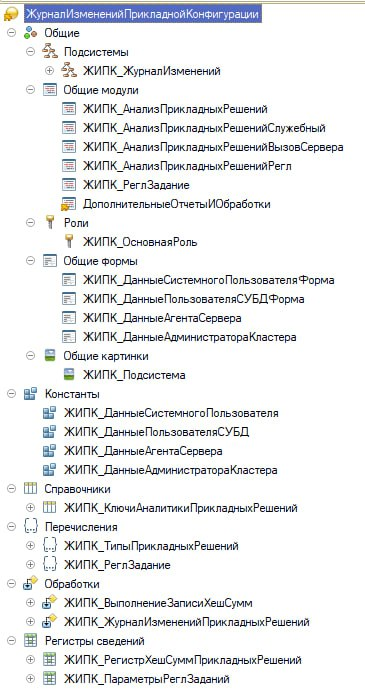 ЖурналИзмененийПрикладнойКонфигурации
Общие
Подсистемы
ЖИПК_ЖурналИзменений
Общие модули
ЖИПК_АнализПрикладныхРешений
ЖИПК_АнализПрикладныхРешенийСлужебный
ЖИПК_АнализПрикладныхРешенийВызовСервера
ЖИПК_АнализПрикладныхРешенийРегл
ЖИПК_РеглЗадание
ДополнительныеОтчетыИОбработки
Роли
ЖИПК_ОсновнаяРоль
Общие формы
ЖИПК_ДанныеСистемногоПользователяФорма
ЖИПК_ДанныеПользователяСУБДФорма
ЖИПК_ДанныеАгентаСервера
ЖИПК_ДанныеАдминистратораКластера
Общие картинки
ЖИПК_Подсистема
Константы
ЖИПК_ДанныеСистемногоПользователя
ЖИПК_ДанныеПользователяСУБД
ЖИПК_ДанныеАгентаСервера
ЖИПК_ДанныеАдминистратораКластера
Справочники
ЖИПК_КлючиАналитикиПрикладныхРешений
Перечисления
ЖИПК_ТипыПрикладныхРешений
ЖИПК_РеглЗадание
Обработки
ЖИПК_ВыполнениеЗаписиХешСумм
ЖИПК_ЖурналИзмененийПрикладныхРешений
Регистры сведений
ЖИПК_РегистрХешСуммПрикладныхРешений
ЖИПК_ПараметрыРеглЗаданий